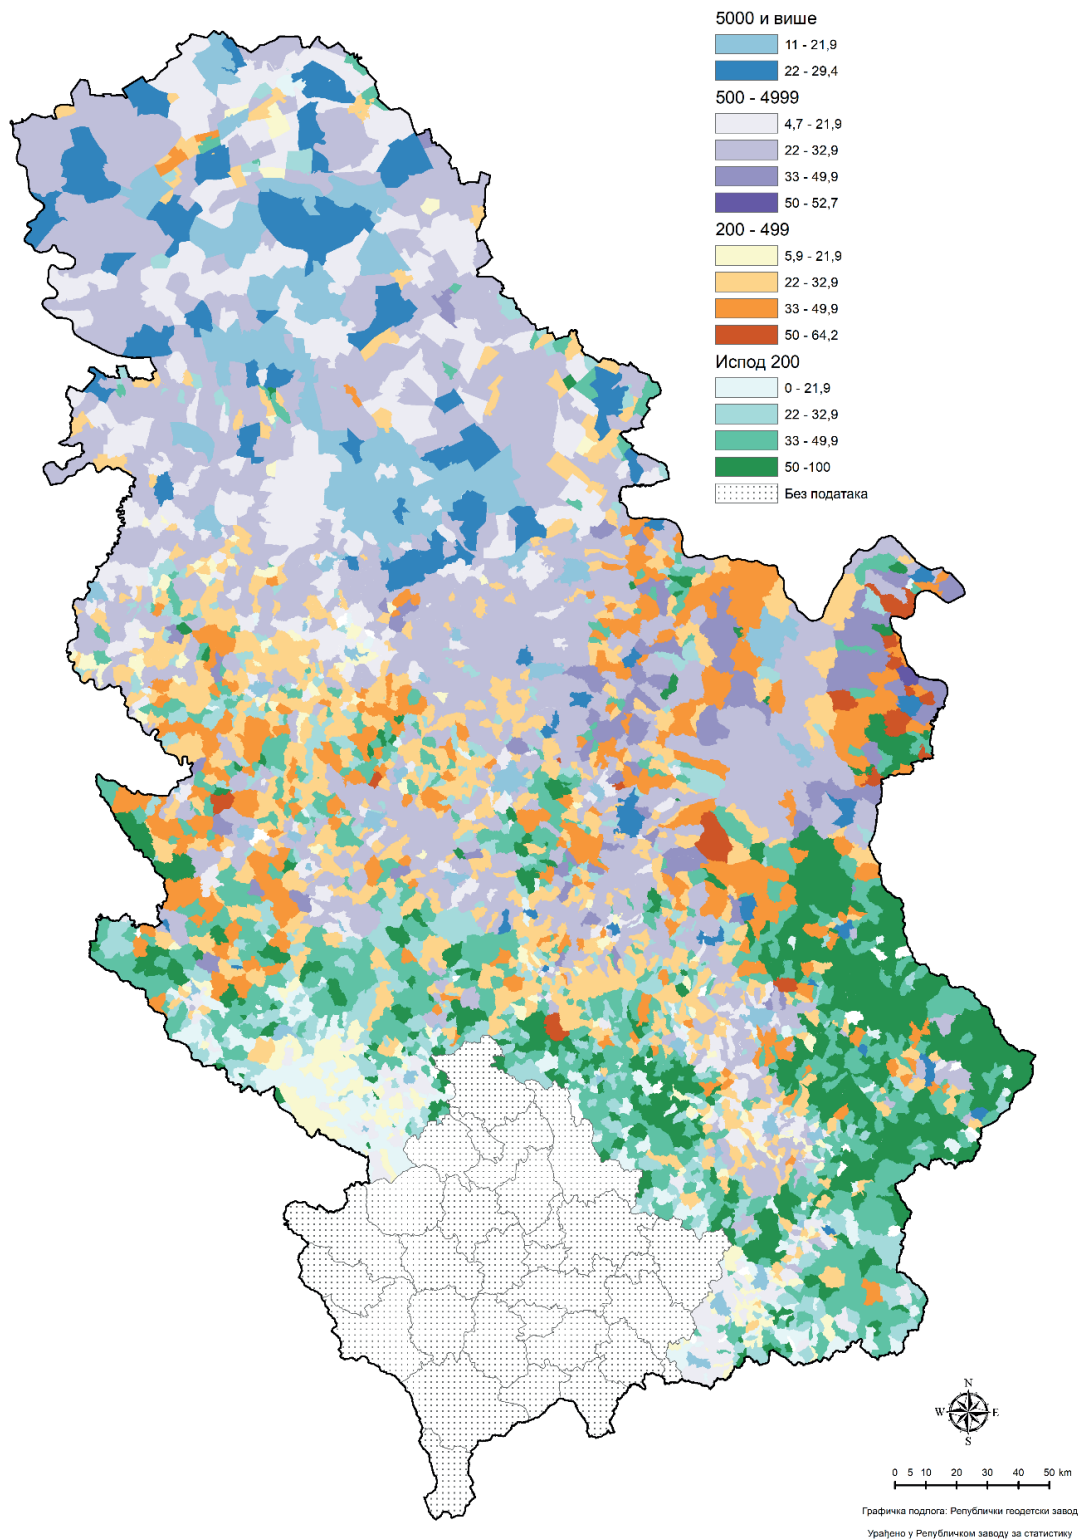 5000 и више
11 - 21,9
22 - 29,4
500 - 4999
4,7 - 21,9
22 - 32,9
33 - 49,9
50 - 52,7
200 - 499
5,9 - 21,9
22 - 32,9
33 - 49,9
50 - 64,2
Испод 200
0 - 21,9
22 - 32,9
33 - 49,9
50 -100
Без података
N
W E
S
0 5 10 20 30 40 50 km
Графичка подлога: Републички геодетски завод
Урађено у Републичком заводу за статистику